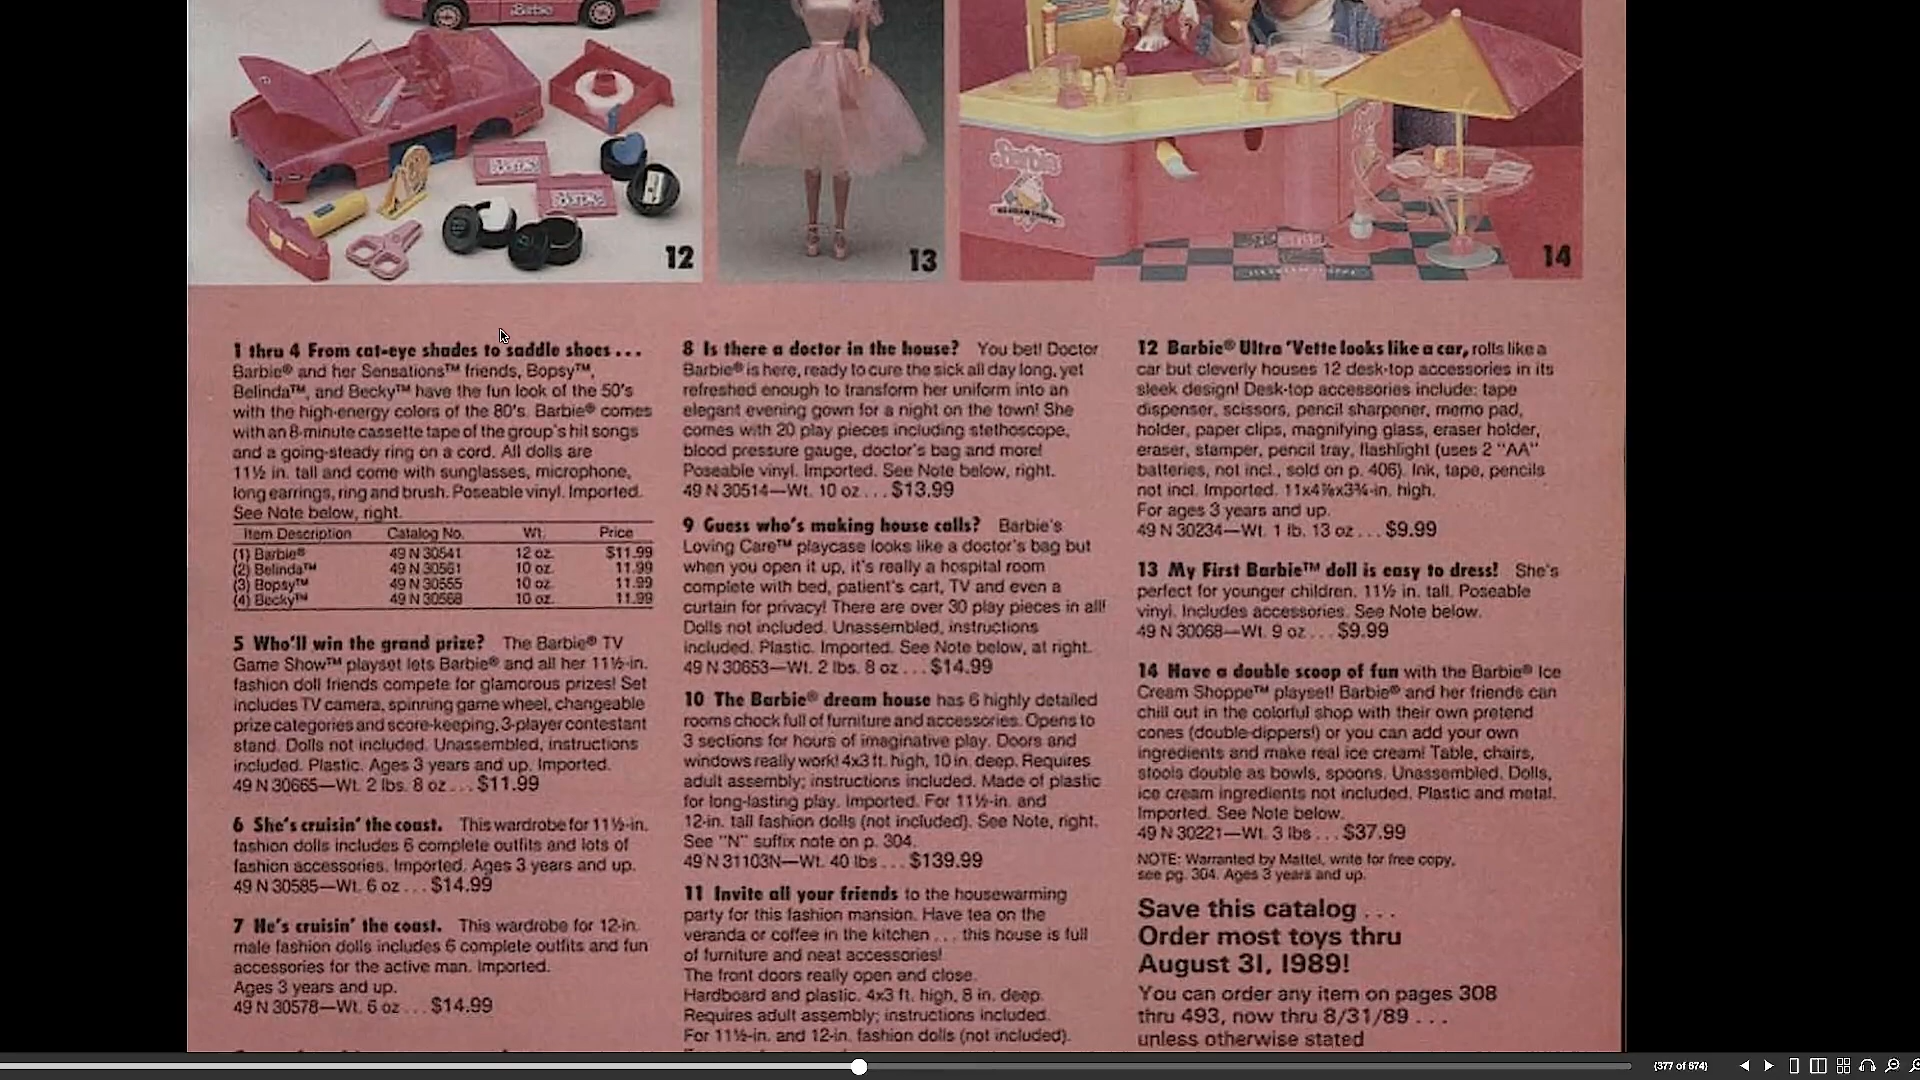 Barbie
Barbie
Barbie
Barbie
12
13
14
1 thru 4 From cat-eye shades to saddle shoes . . .
Barbie® and her Sensations™ friends, Bopsy™,
Belinda™, and Becky™ have the fun look of the 50's
with the high-energy colors of the 80's. Barbie® comes
with an 8-minute cassette tape of the group's hit songs
and a going-steady ring on a cord. All dolls are
11½ in. tall and come with sunglasses, microphone,
long earrings, ring and brush. Poseable vinyl. Imported.
See Note below, right.
Item Description Catalog No. Wt. Price
(1) Barbie® 49 N 30541 12 oz. $11.99
(2) Belinda™ 49 N 30561 10 oz. 11.99
(3) Bopsy™ 49 N 30555 10 oz. 11.99
(4) Becky™ 49 N 30568 10 oz. 11.99
5 Who'll win the grand prize? The Barbie® TV
Game Show™ playset lets Barbie® and all her 11½-in.
fashion doll friends compete for glamorous prizes! Set
includes TV camera, spinning game wheel, changeable
prize categories and score-keeping, 3-player contestant
stand. Dolls not included. Unassembled, instructions
included. Plastic. Ages 3 years and up. Imported.
49 N 30665—Wt. 2 lbs. 8 oz . . . $11.99
6 She's cruisin' the coast. This wardrobe for 11½-in.
fashion dolls includes 6 complete outfits and lots of
fashion accessories. Imported. Ages 3 years and up.
49 N 30585—Wt. 6 oz . . . $14.99
7 He's cruisin' the coast. This wardrobe for 12-in.
male fashion dolls includes 6 complete outfits and fun
accessories for the active man. Imported.
Ages 3 years and up.
49 N 30578—Wt. 6 oz . . . $14.99
8 Is there a doctor in the house? You bet! Doctor
Barbie® is here, ready to cure the sick all day long, yet
refreshed enough to transform her uniform into an
elegant evening gown for a night on the town! She
comes with 20 play pieces including stethoscope,
blood pressure gauge, doctor's bag and more!
Poseable vinyl. Imported. See Note below, right.
49 N 30514—Wt. 10 oz . . . $13.99
9 Guess who's making house calls? Barbie's
Loving Care™ playcase looks like a doctor's bag but
when you open it up, it's really a hospital room
complete with bed, patient's cart, TV and even a
curtain for privacy! There are over 30 play pieces in all!
Dolls not included. Unassembled, instructions
included. Plastic. Imported. See Note below, at right.
49 N 30653—Wt. 2 lbs. 8 oz . . . $14.99
10 The Barbie® dream house has 6 highly detailed
rooms chock full of furniture and accessories. Opens to
3 sections for hours of imaginative play. Doors and
windows really work! 4x3 ft. high, 10 in. deep. Requires
adult assembly; instructions included. Made of plastic
for long-lasting play. Imported. For 11½-in. and
12-in. tall fashion dolls (not included). See Note, right.
See "N" suffix note on p. 304.
49 N 31103N—Wt. 40 lbs . . . $139.99
11 Invite all your friends to the housewarming
party for this fashion mansion. Have tea on the
veranda or coffee in the kitchen . . . this house is full
of furniture and neat accessories!
The front doors really open and close.
Hardboard and plastic. 4x3 ft. high, 8 in. deep.
Requires adult assembly; instructions included.
For 11½-in. and 12-in. fashion dolls (not included).
12 Barbie® Ultra 'Vette looks like a car, rolls like a
car but cleverly houses 12 desk-top accessories in its
sleek design! Desk-top accessories include: tape
dispenser, scissors, pencil sharpener, memo pad,
holder, paper clips, magnifying glass, eraser holder,
eraser, stamper, pencil tray, flashlight (uses 2 "AA"
batteries, not incl., sold on p. 406). Ink, tape, pencils
not incl. Imported. 11x4⅞x3¾-in. high.
For ages 3 years and up.
49 N 30234—Wt. 1 lb. 13 oz . . . $9.99
13 My First Barbie™ doll is easy to dress! She's
perfect for younger children. 11½ in. tall. Poseable
vinyl. Includes accessories. See Note below.
49 N 30068—Wt. 9 oz . . . $9.99
14 Have a double scoop of fun with the Barbie® Ice
Cream Shoppe™ playset! Barbie® and her friends can
chill out in the colorful shop with their own pretend
cones (double-dippers!) or you can add your own
ingredients and make real ice cream! Table, chairs,
stools double as bowls, spoons. Unassembled. Dolls,
ice cream ingredients not included. Plastic and metal.
Imported. See Note below.
49 N 30221—Wt. 3 lbs . . . $37.99
NOTE: Warranted by Mattel, write for free copy,
see pg. 304. Ages 3 years and up.
Save this catalog . . .
Order most toys thru
August 31, 1989!
You can order any item on pages 308
thru 493, now thru 8/31/89 . . .
unless otherwise stated
(377 of 874)